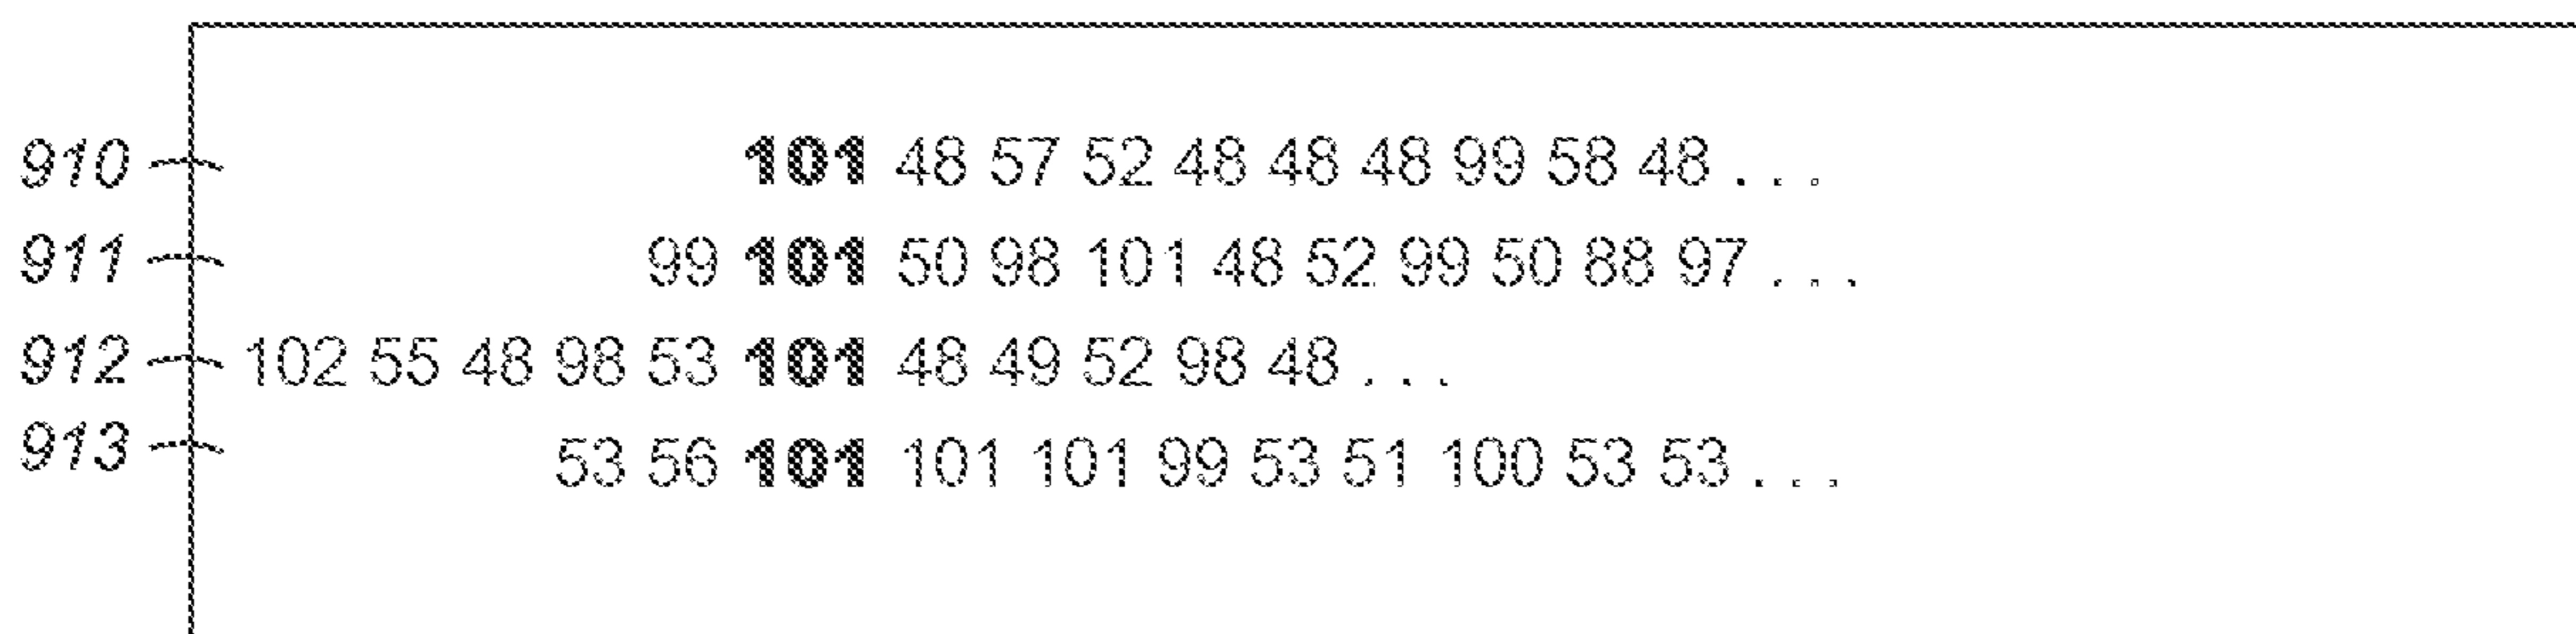 910 101 48 57 52 48 48 48 99 58 48 . . .
911 99 101 50 98 101 48 52 99 50 88 97 . . .
912 102 55 48 98 53 101 48 49 52 98 48 . . .
913 53 56 101 101 101 99 53 51 100 53 53 . . .